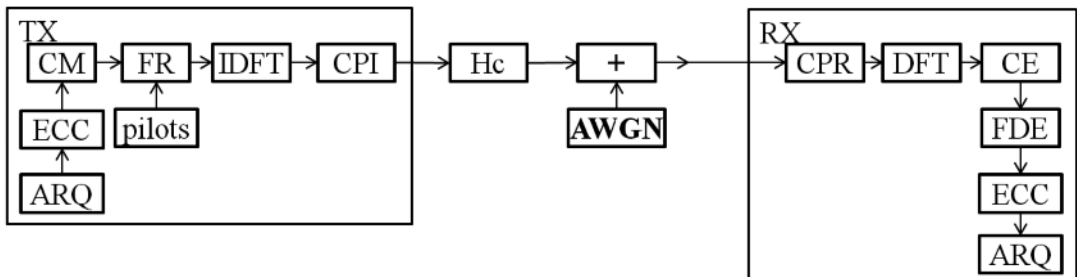 TX
CM
FR
IDFT
CPI
ECC
pilots
ARQ
Hc
+
AWGN
RX
CPR
DFT
CE
FDE
ECC
ARQ